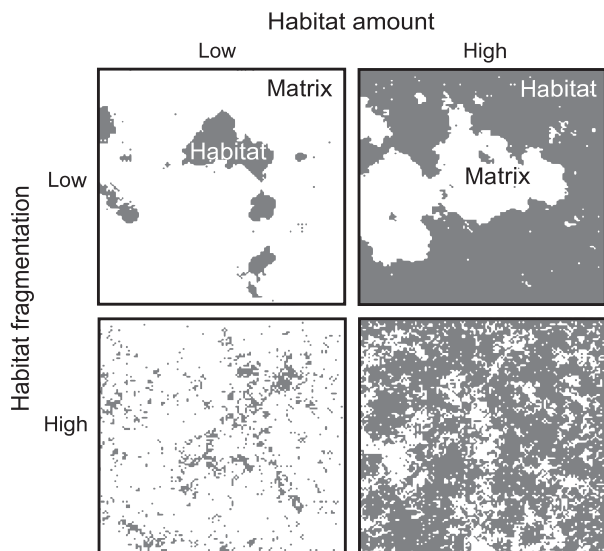 Habitat amount
Low
High
Matrix
Habitat
Habitat
Matrix
Low
High
Habitat fragmentation